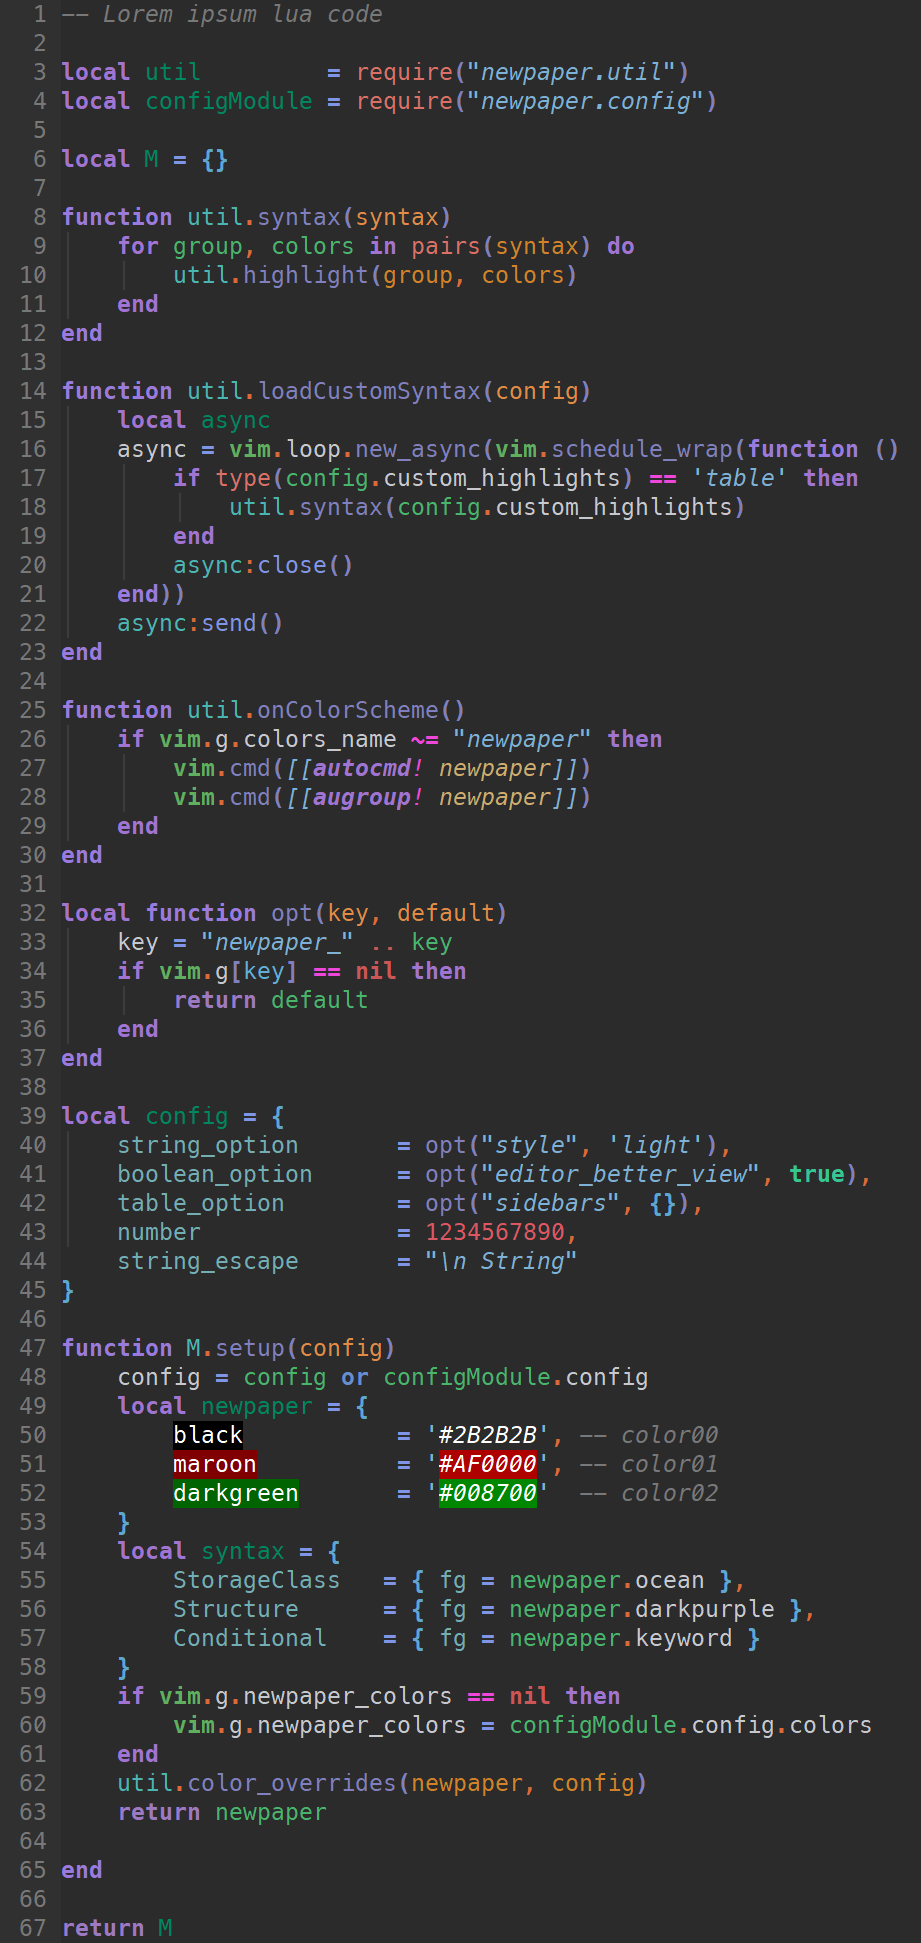 1 -- Lorem ipsum lua code
2
3 local util         = require("newpaper.util")
4 local configModule = require("newpaper.config")
5
6 local M = {}
7
8 function util.syntax(syntax)
9     for group, colors in pairs(syntax) do
10         util.highlight(group, colors)
11     end
12 end
13
14 function util.loadCustomSyntax(config)
15     local async
16     async = vim.loop.new_async(vim.schedule_wrap(function ()
17         if type(config.custom_highlights) == 'table' then
18             util.syntax(config.custom_highlights)
19         end
20         async:close()
21     end))
22     async:send()
23 end
24
25 function util.onColorScheme()
26     if vim.g.colors_name ~= "newpaper" then
27         vim.cmd([[autocmd! newpaper]])
28         vim.cmd([[augroup! newpaper]])
29     end
30 end
31
32 local function opt(key, default)
33     key = "newpaper_" .. key
34     if vim.g[key] == nil then
35         return default
36     end
37 end
38
39 local config = {
40     string_option       = opt("style", 'light'),
41     boolean_option      = opt("editor_better_view", true),
42     table_option        = opt("sidebars", {}),
43     number              = 1234567890,
44     string_escape       = "\n String"
45 }
46
47 function M.setup(config)
48     config = config or configModule.config
49     local newpaper = {
50         black           = '#2B2B2B', -- color00
51         maroon          = '#AF0000', -- color01
52         darkgreen       = '#008700'  -- color02
53     }
54     local syntax = {
55         StorageClass   = { fg = newpaper.ocean },
56         Structure      = { fg = newpaper.darkpurple },
57         Conditional    = { fg = newpaper.keyword }
58     }
59     if vim.g.newpaper_colors == nil then
60         vim.g.newpaper_colors = configModule.config.colors
61     end
62     util.color_overrides(newpaper, config)
63     return newpaper
64
65 end
66
67 return M